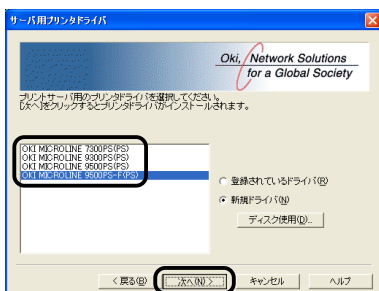 サーバ用プリンタドライバ
Oki, Network Solutions
for a Global Society
プリントサーバ用のプリンタドライバを選択してください。
[次へ]をクリックするとプリンタドライバがインストールされます。
OKI MICROLINE 7300PS(PS)
OKI MICROLINE 9300PS(PS)
OKI MICROLINE 9500PS(PS)
OKI MICROLINE 9500PS-F(PS)
登録されているドライバ(R)
新規ドライバ(N)
ディスク使用(D)...
< 戻る(B)
次へ(N) >
キャンセル
ヘルプ